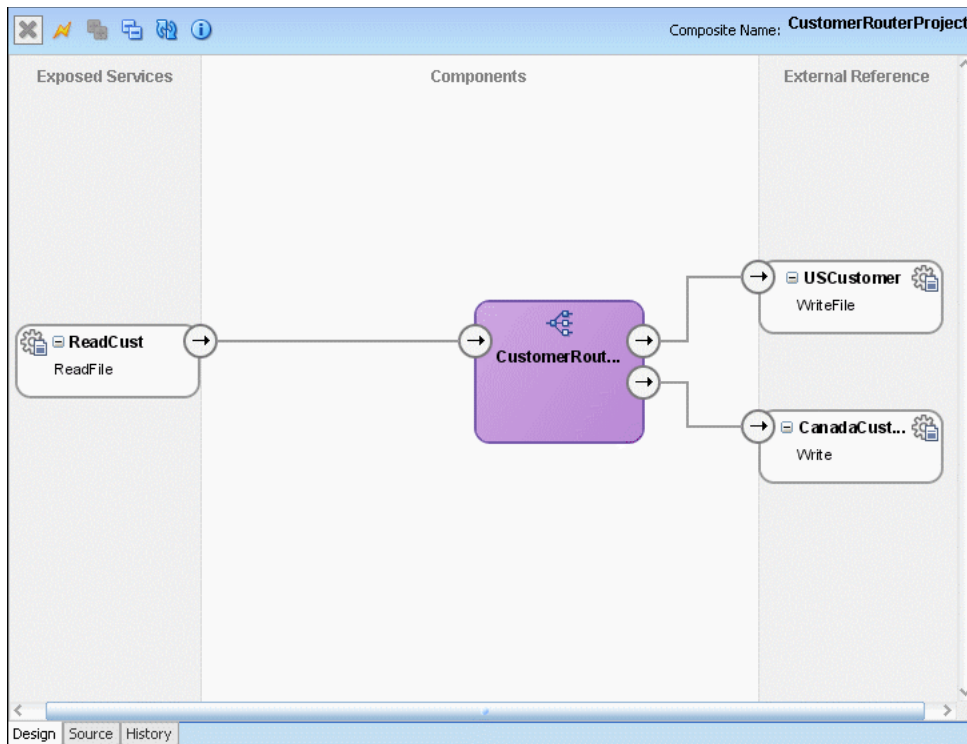 Composite Name: CustomerRouterProject
Exposed Services
Components
External Reference
ReadCust
ReadFile
CustomerRout...
USCustomer
WriteFile
CanadaCust...
Write
Design Source History